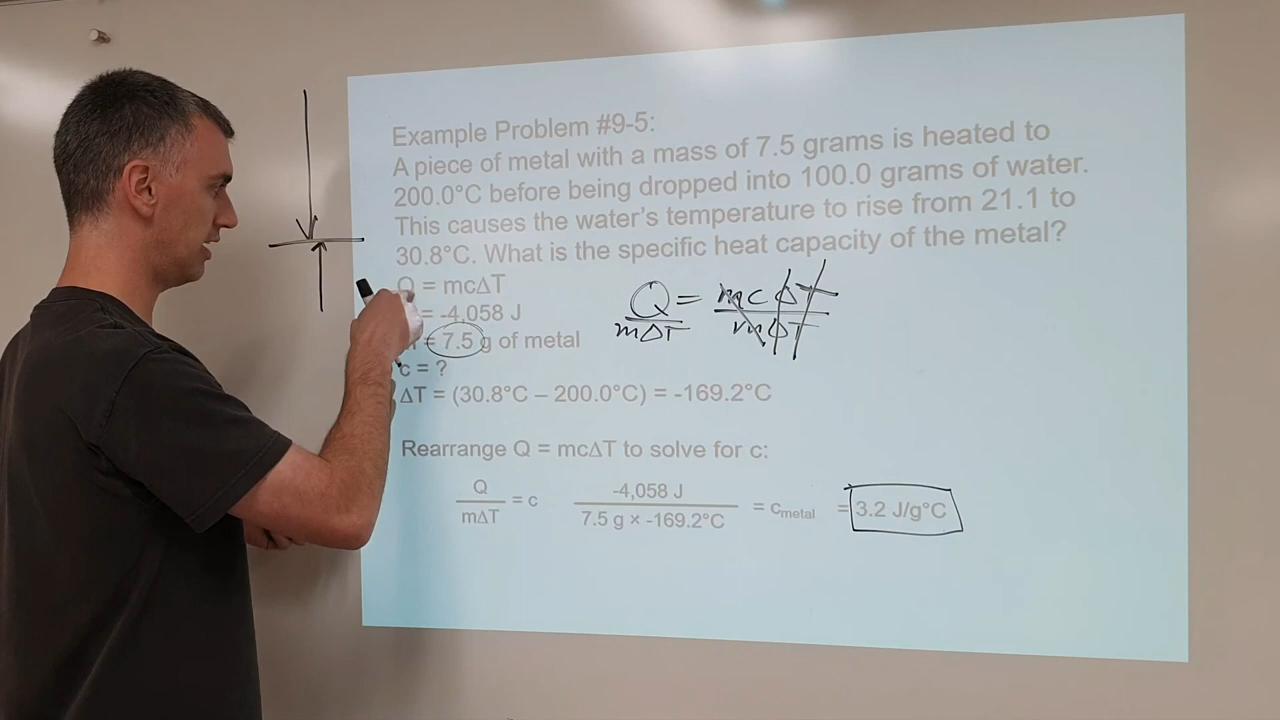 Example Problem #9-5:
A piece of metal with a mass of 7.5 grams is heated to
200.0°C before being dropped into 100.0 grams of water.
This causes the water's temperature to rise from 21.1 to
30.8°C. What is the specific heat capacity of the metal?
Q = mcΔT
= -4,058 J
= 7.5 g of metal
c = ?
ΔT = (30.8°C – 200.0°C) = -169.2°C
Q = mcΔT
mΔT mΔT
Rearrange Q = mcΔT to solve for c:
Q -4,058 J
= c = cmetal = 3.2 J/g°C
mΔT 7.5 g × -169.2°C